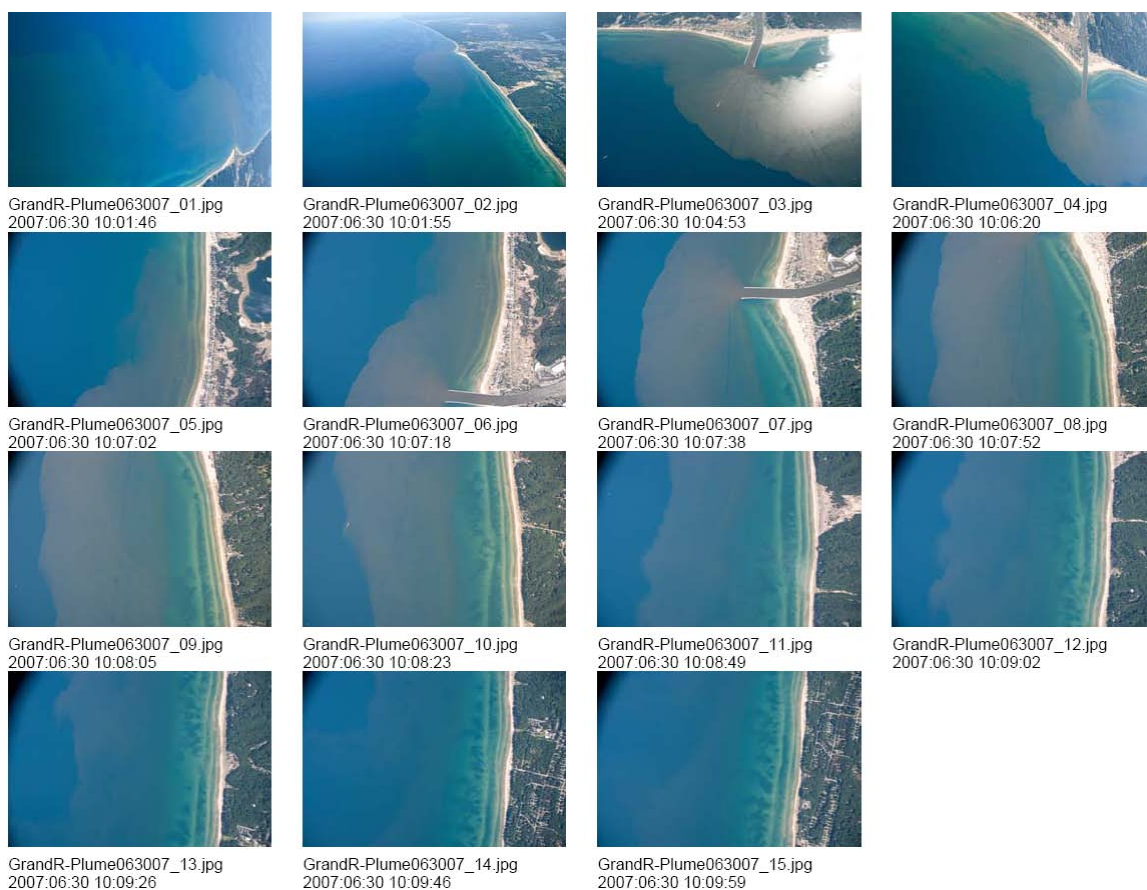 GrandR-Plume063007_01.jpg
2007:06:30 10:01:46
GrandR-Plume063007_02.jpg
2007:06:30 10:01:55
GrandR-Plume063007_03.jpg
2007:06:30 10:04:53
GrandR-Plume063007_04.jpg
2007:06:30 10:06:20
GrandR-Plume063007_05.jpg
2007:06:30 10:07:02
GrandR-Plume063007_06.jpg
2007:06:30 10:07:18
GrandR-Plume063007_07.jpg
2007:06:30 10:07:38
GrandR-Plume063007_08.jpg
2007:06:30 10:07:52
GrandR-Plume063007_09.jpg
2007:06:30 10:08:05
GrandR-Plume063007_10.jpg
2007:06:30 10:08:23
GrandR-Plume063007_11.jpg
2007:06:30 10:08:49
GrandR-Plume063007_12.jpg
2007:06:30 10:09:02
GrandR-Plume063007_13.jpg
2007:06:30 10:09:26
GrandR-Plume063007_14.jpg
2007:06:30 10:09:46
GrandR-Plume063007_15.jpg
2007:06:30 10:09:59